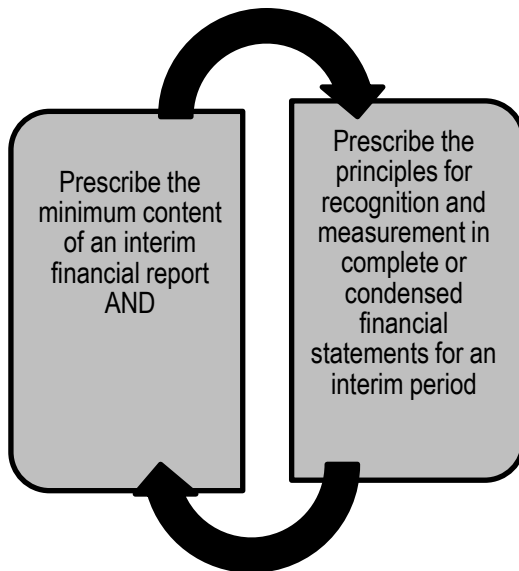 Prescribe the
minimum content
of an interim
financial report
AND
Prescribe the
principles for
recognition and
measurement in
complete or
condensed
financial
statements for an
interim period